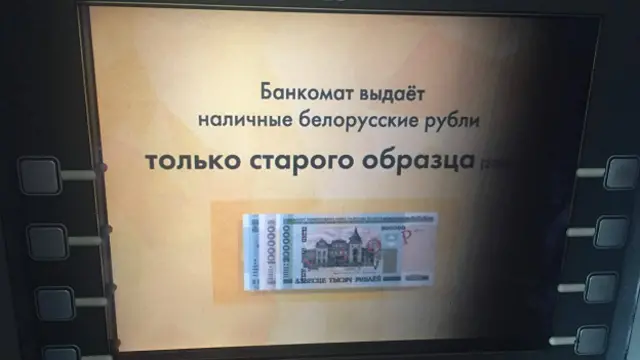 Банкомат выдаёт
наличные белорусские рубли
только старого образца